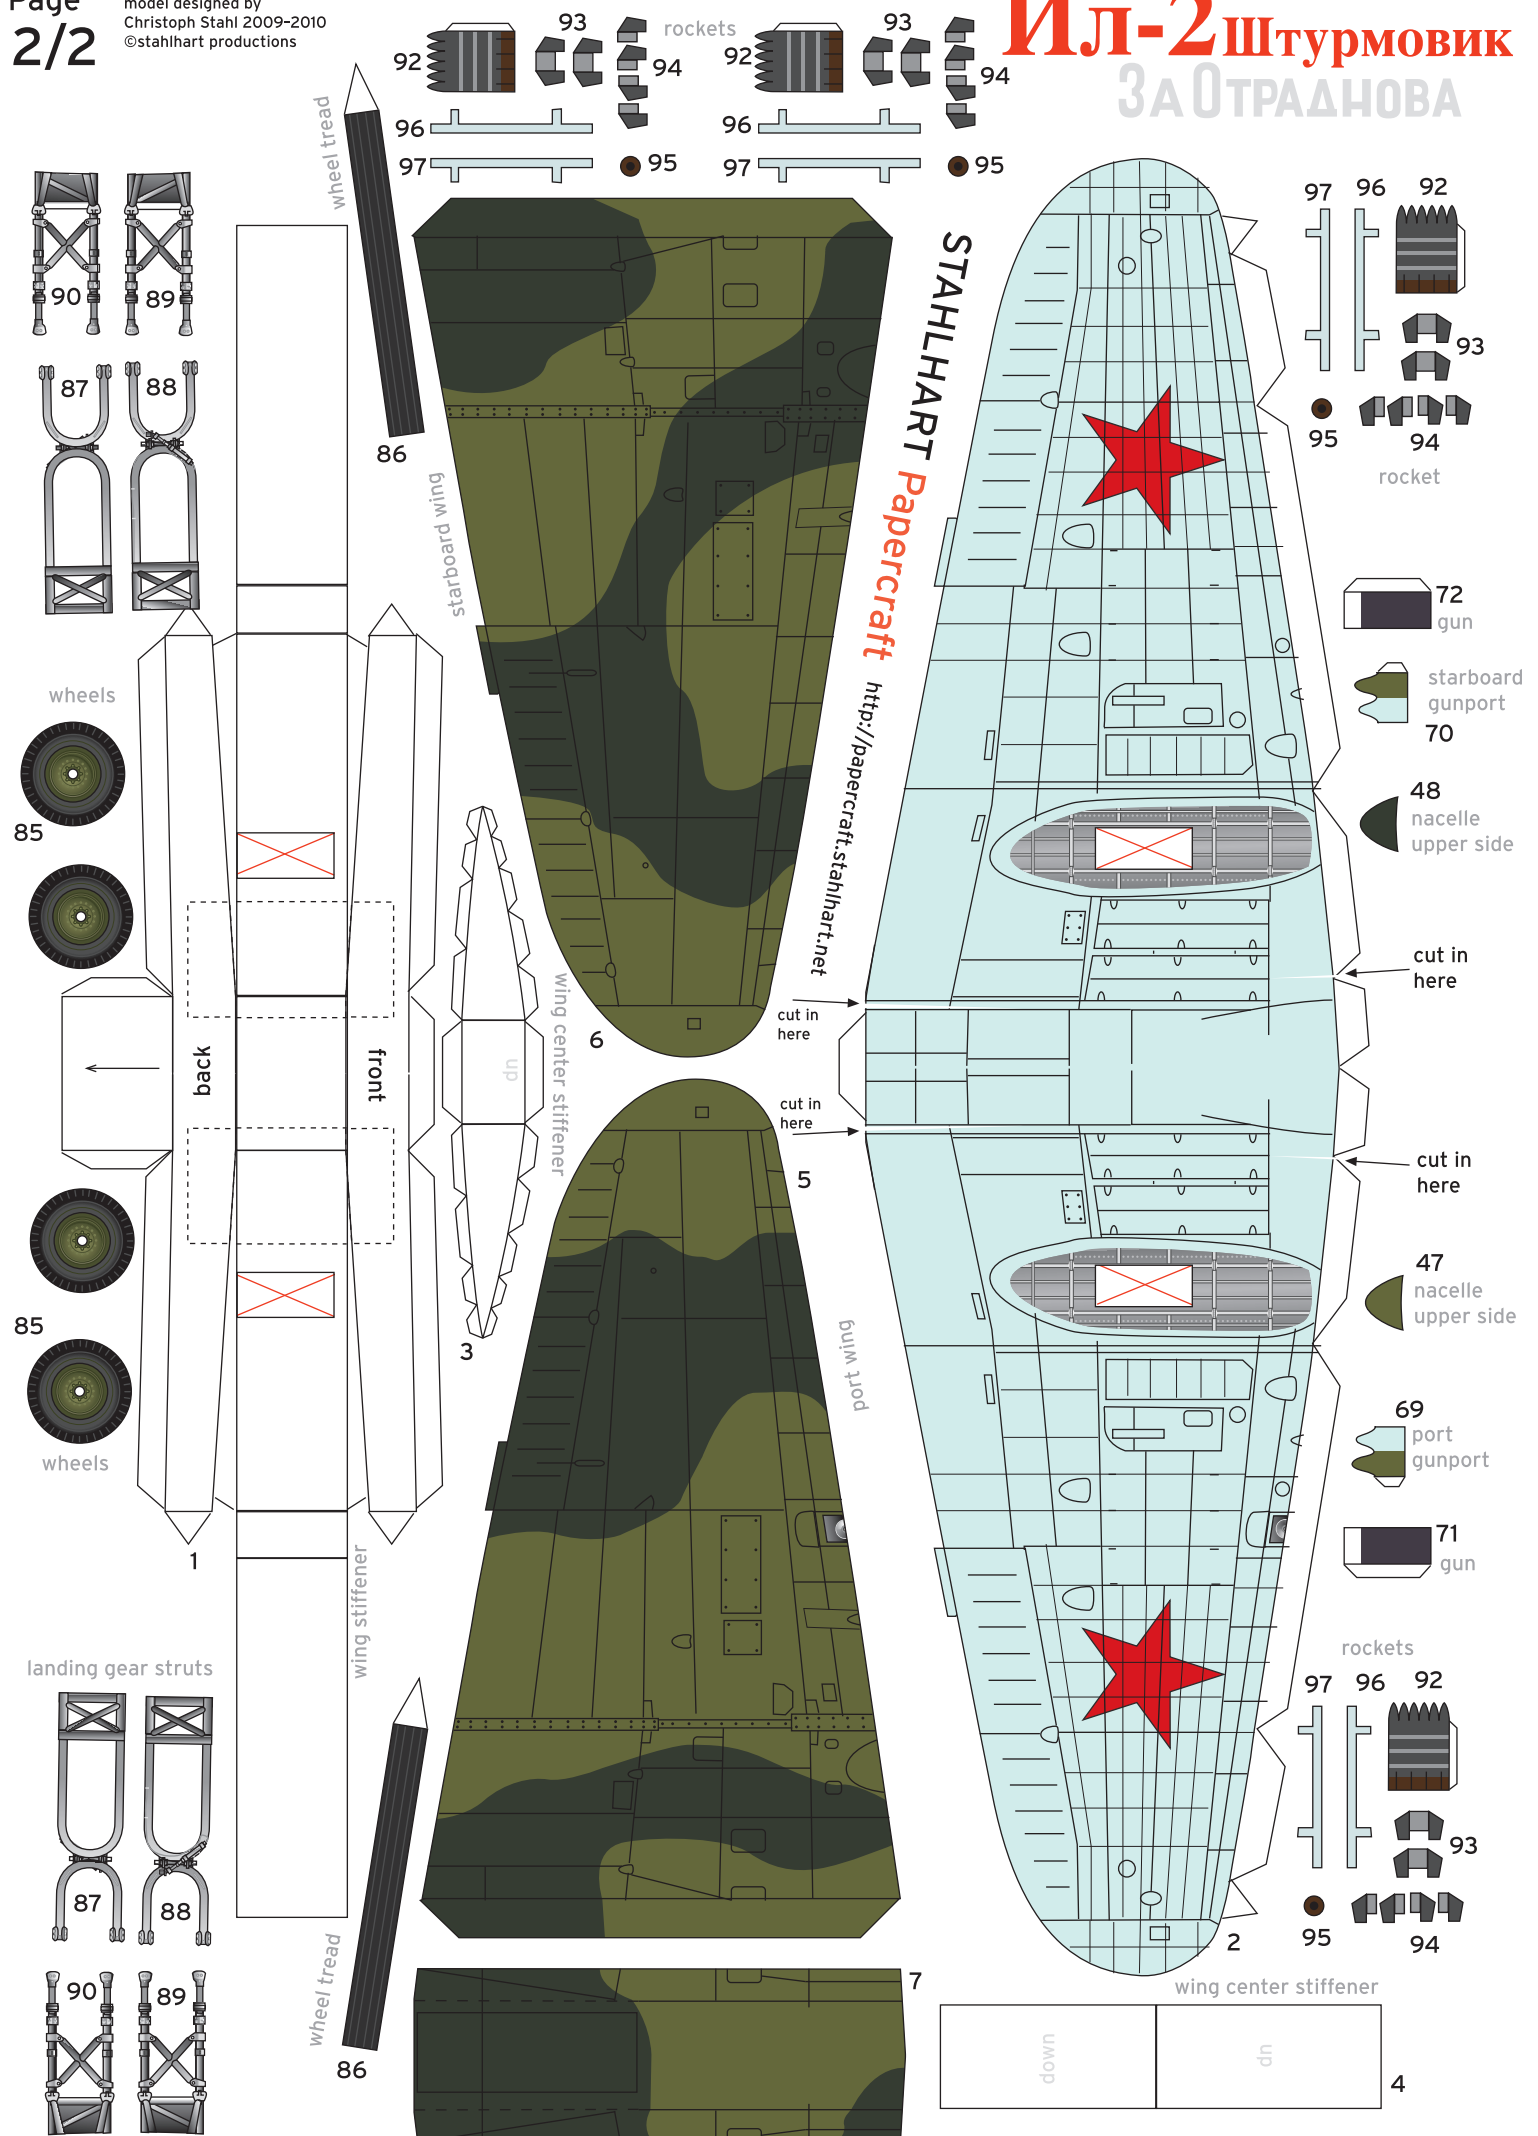 Page
2/2
model designed by
Christoph Stahl 2009-2010
©stahlhart productions
Ил-2 Штурмовик
За Отраднова
92
93
rockets
94
96
97
95
92
93
94
96
97
95
wheel tread
86
90
89
87
88
starboard wing
STAHLHART Papercraft http://papercraft.stahlhart.net
97
96
92
93
95
94
rocket
72
gun
starboard
gunport
70
48
nacelle
upper side
wheels
85
85
wheels
back
front
1
up
wing center stiffener
3
6
cut in
here
cut in
here
5
cut in
here
cut in
here
47
nacelle
upper side
port wing
69
port
gunport
71
gun
wing stiffener
landing gear struts
87
88
90
89
wheel tread
86
rockets
97
96
92
93
95
94
2
7
wing center stiffener
down
up
4